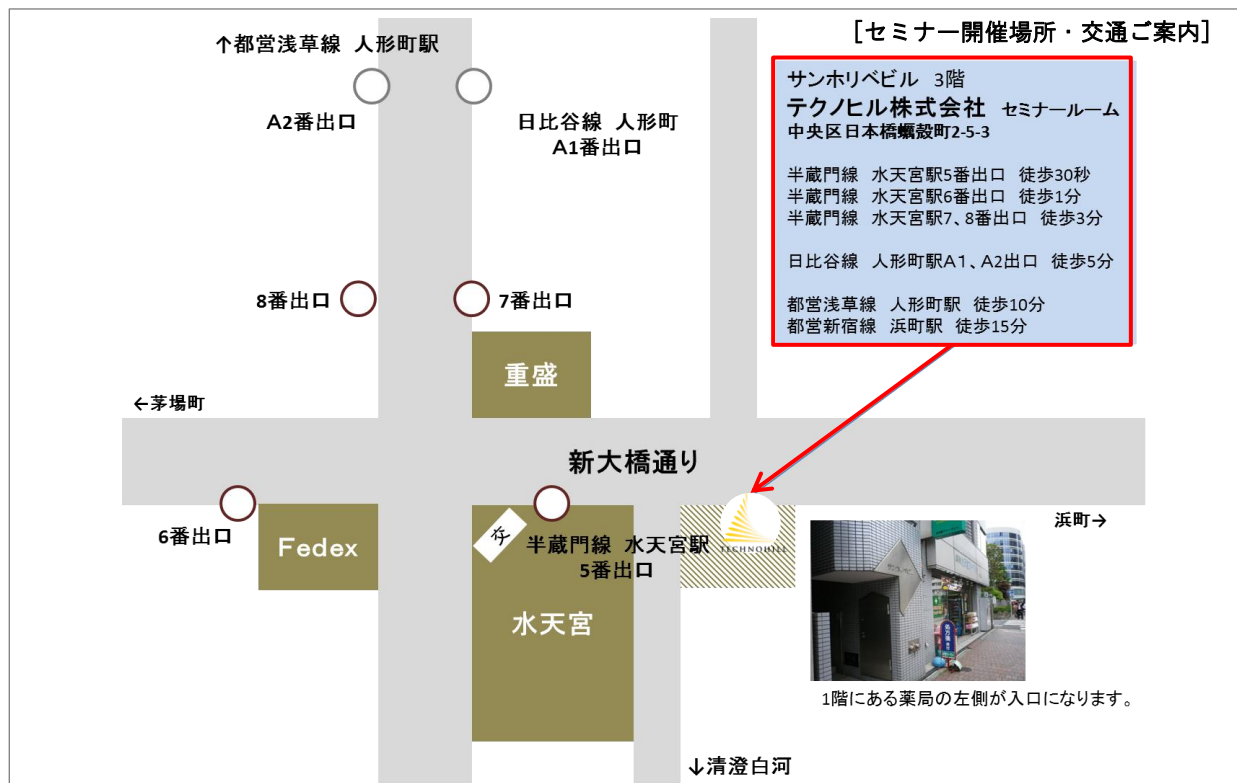 [セミナー開催場所・交通ご案内]
↑都営浅草線 人形町駅
A2番出口
日比谷線 人形町
A1番出口
サンホリベビル 3階
テクノヒル株式会社 セミナールーム
中央区日本橋蠣殻町2-5-3
半蔵門線 水天宮駅5番出口 徒歩30秒
半蔵門線 水天宮駅6番出口 徒歩1分
半蔵門線 水天宮駅7、8番出口 徒歩3分
日比谷線 人形町駅A1、A2出口 徒歩5分
都営浅草線 人形町駅 徒歩10分
都営新宿線 浜町駅 徒歩15分
8番出口
7番出口
重盛
←茅場町
新大橋通り
6番出口
Fedex
交
半蔵門線 水天宮駅
5番出口
TECHNOHILL
浜町→
水天宮
1階にある薬局の左側が入口になります。
↓清澄白河